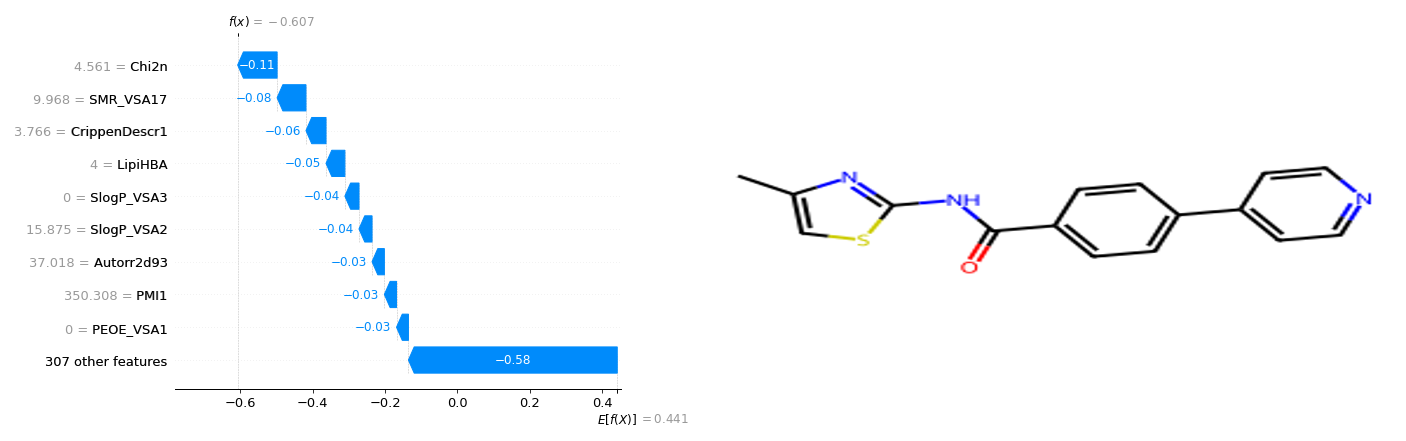 f(x) = −0.607
4.561 = Chi2n
−0.11
9.968 = SMR_VSA17
−0.08
3.766 = CrippenDescr1
−0.06
4 = LipiHBA
−0.05
0 = SlogP_VSA3
−0.04
15.875 = SlogP_VSA2
−0.04
37.018 = Autorr2d93
−0.03
350.308 = PMI1
−0.03
0 = PEOE_VSA1
−0.03
307 other features
−0.58
−0.6 −0.4 −0.2 0.0 0.2 0.4
E[f(X)] = 0.441
N
NH
S
O
N